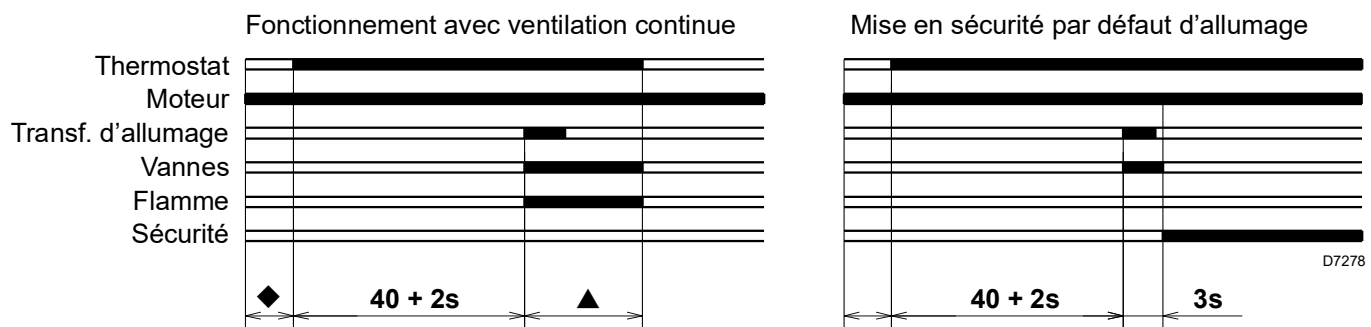 Fonctionnement avec ventilation continue
Mise en sécurité par défaut d'allumage
Thermostat
Moteur
Transf. d'allumage
Vannes
Flamme
Sécurité
D7278
40 + 2s
40 + 2s
3s